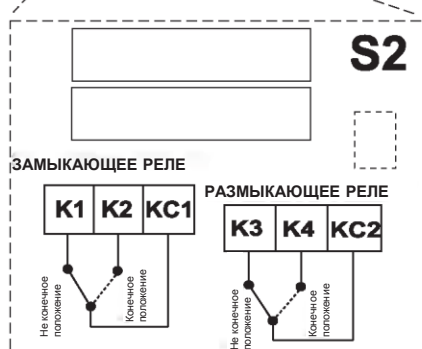 S2
ЗАМЫКАЮЩЕЕ РЕЛЕ
K1 K2 KC1
Не конечное
положение
Конечное
положение
РАЗМЫКАЮЩЕЕ РЕЛЕ
K3 K4 KC2
Не конечное
положение
Конечное
положение